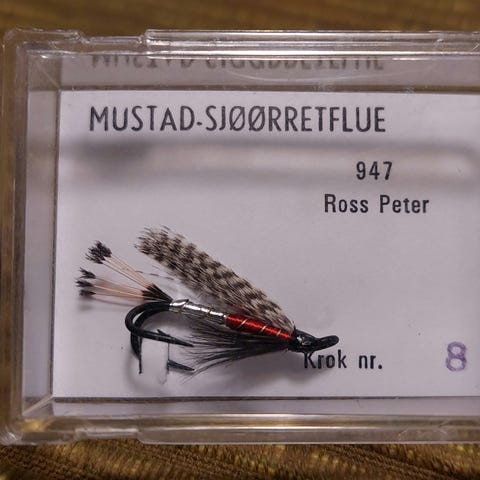 MUSTAD-SJØØRRETFLUE
947
Ross Peter
Krok nr. 8